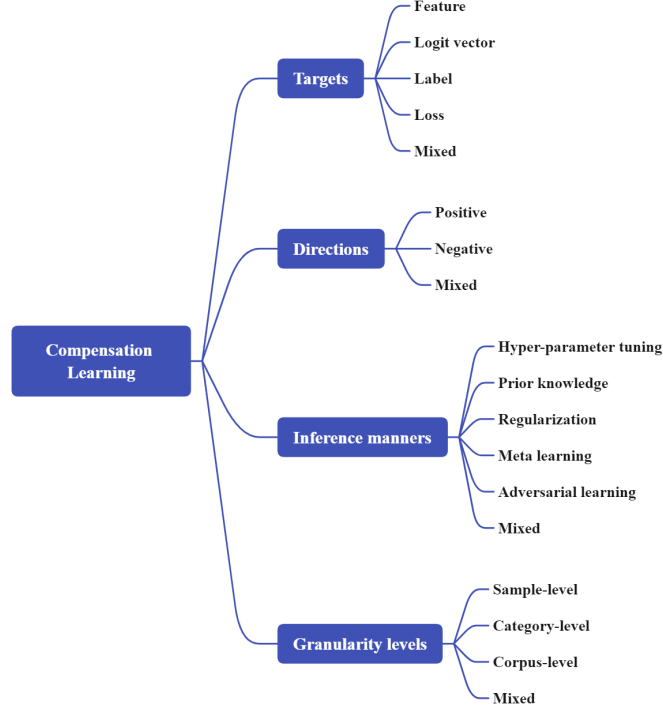 Compensation
Learning
Targets
Feature
Logit vector
Label
Loss
Mixed
Directions
Positive
Negative
Mixed
Inference manners
Hyper-parameter tuning
Prior knowledge
Regularization
Meta learning
Adversarial learning
Mixed
Granularity levels
Sample-level
Category-level
Corpus-level
Mixed